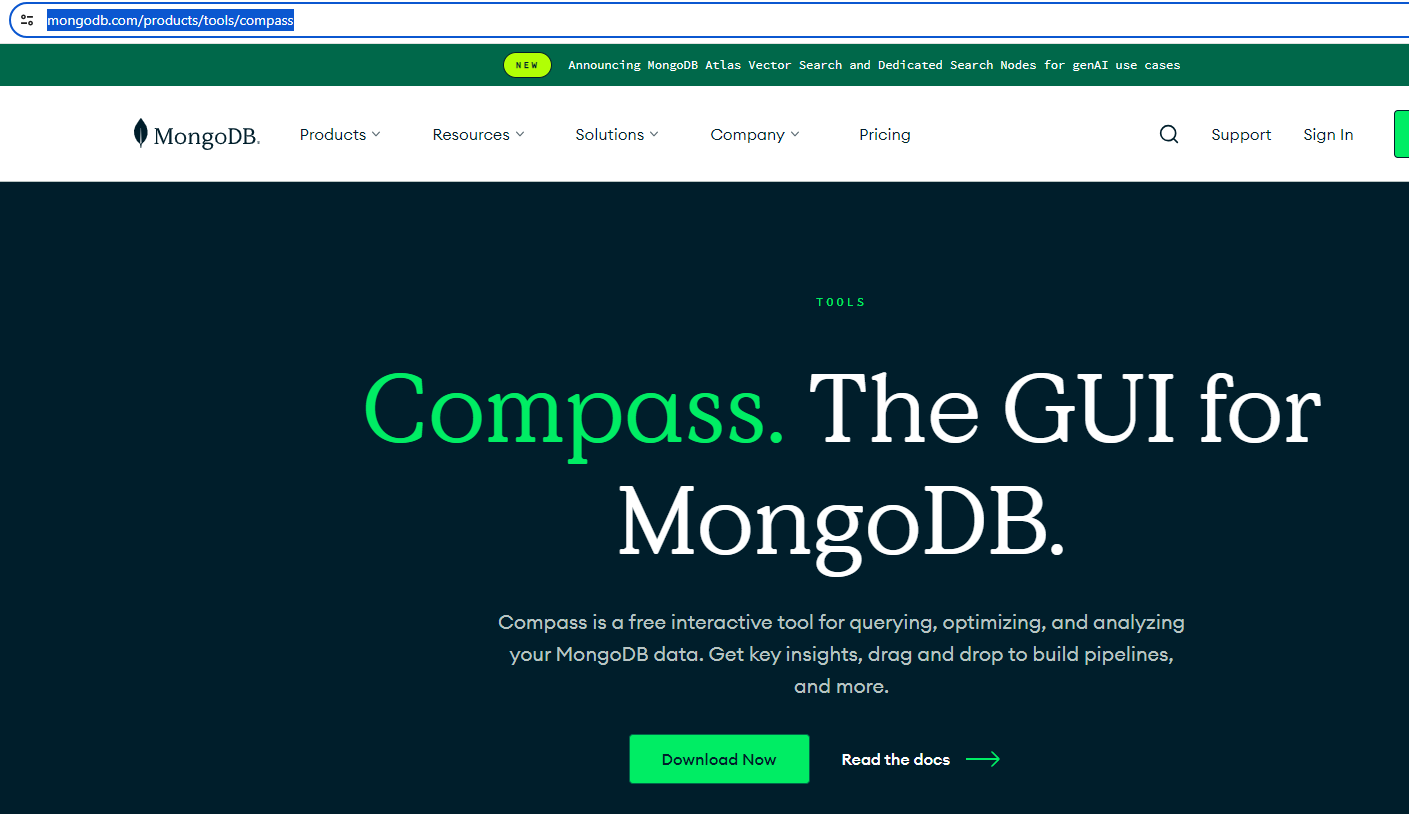 mongodb.com/products/tools/compass
NEW Announcing MongoDB Atlas Vector Search and Dedicated Search Nodes for genAI use cases
MongoDB. Products Resources Solutions Company Pricing Support Sign In
TOOLS
Compass. The GUI for
MongoDB.
Compass is a free interactive tool for querying, optimizing, and analyzing
your MongoDB data. Get key insights, drag and drop to build pipelines,
and more.
Download Now Read the docs